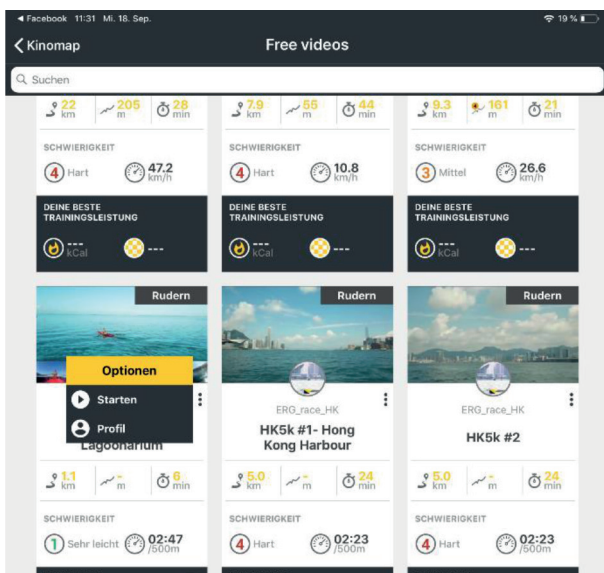 Facebook 11:31 Mi. 18. Sep.
19 %
Kinomap
Free videos
Suchen
22 km 205 m 28 min
7.9 km 55 m 44 min
9.3 km 161 m 21 min
SCHWIERIGKEIT
4 Hart 47.2 km/h
SCHWIERIGKEIT
4 Hart 10.8 km/h
SCHWIERIGKEIT
3 Mittel 26.6 km/h
DEINE BESTE
TRAININGSLEISTUNG
--- kCal ---
DEINE BESTE
TRAININGSLEISTUNG
--- kCal ---
DEINE BESTE
TRAININGSLEISTUNG
--- kCal ---
Rudern
Optionen
Starten
Profil
Lagoonarium
1.1 km - m 6 min
SCHWIERIGKEIT
1 Sehr leicht 02:47 /500m
Rudern
ERG_race_HK
HK5k #1- Hong
Kong Harbour
5.0 km - m 24 min
SCHWIERIGKEIT
4 Hart 02:23 /500m
Rudern
ERG_race_HK
HK5k #2
5.0 km - m 24 min
SCHWIERIGKEIT
4 Hart 02:23 /500m